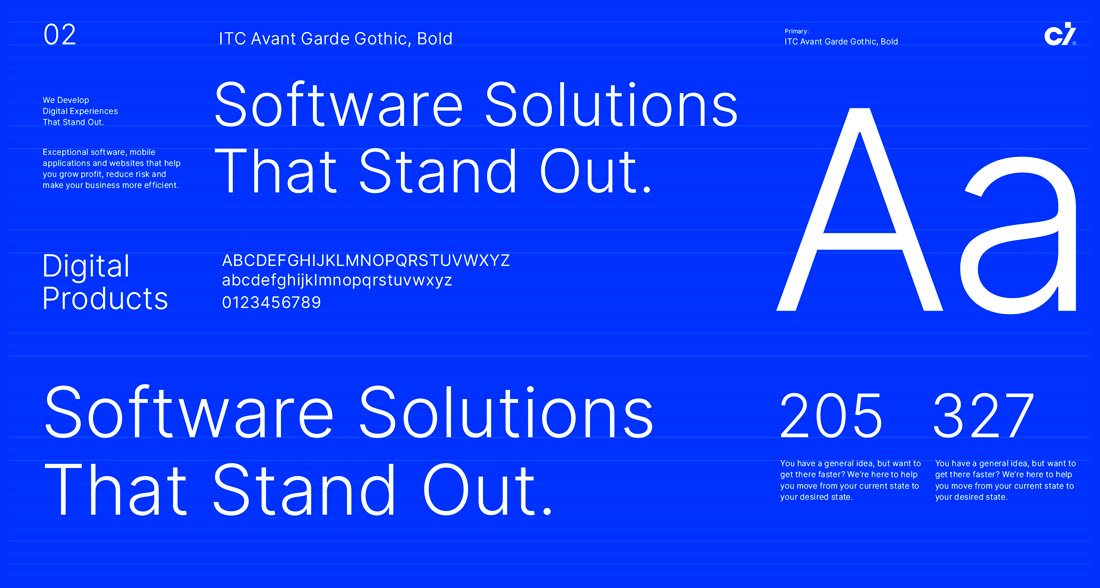 02
ITC Avant Garde Gothic, Bold
Primary:
ITC Avant Garde Gothic, Bold
We Develop
Digital Experiences
That Stand Out.
Exceptional software, mobile
applications and websites that help
you grow profit, reduce risk and
make your business more efficient.
Software Solutions
That Stand Out.
Aa
Digital
Products
ABCDEFGHIJKLMNOPQRSTUVWXYZ
abcdefghijklmnopqrstuvwxyz
0123456789
Software Solutions
That Stand Out.
205
You have a general idea, but want to
get there faster? We're here to help
you move from your current state to
your desired state.
327
You have a general idea, but want to
get there faster? We're here to help
you move from your current state to
your desired state.